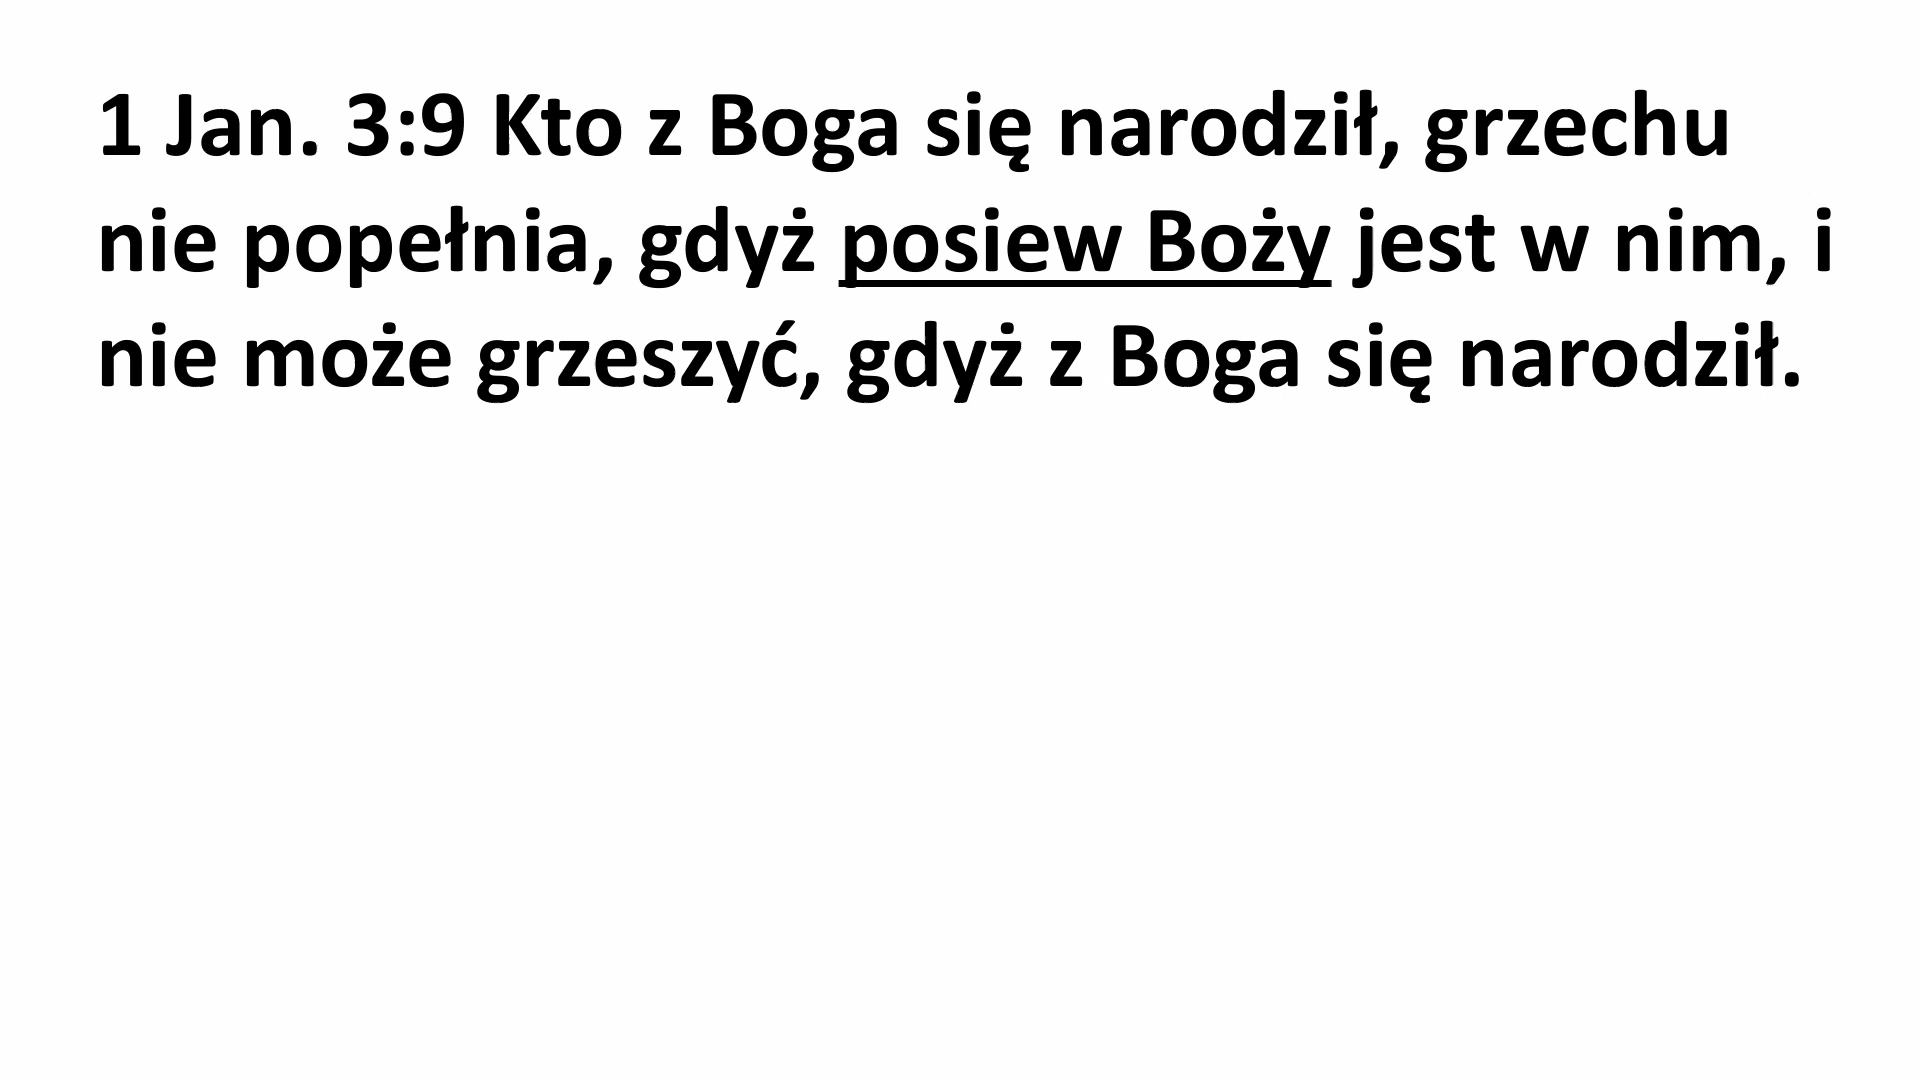 1 Jan. 3:9 Kto z Boga się narodził, grzechu
nie popełnia, gdyż posiew Boży jest w nim, i
nie może grzeszyć, gdyż z Boga się narodził.